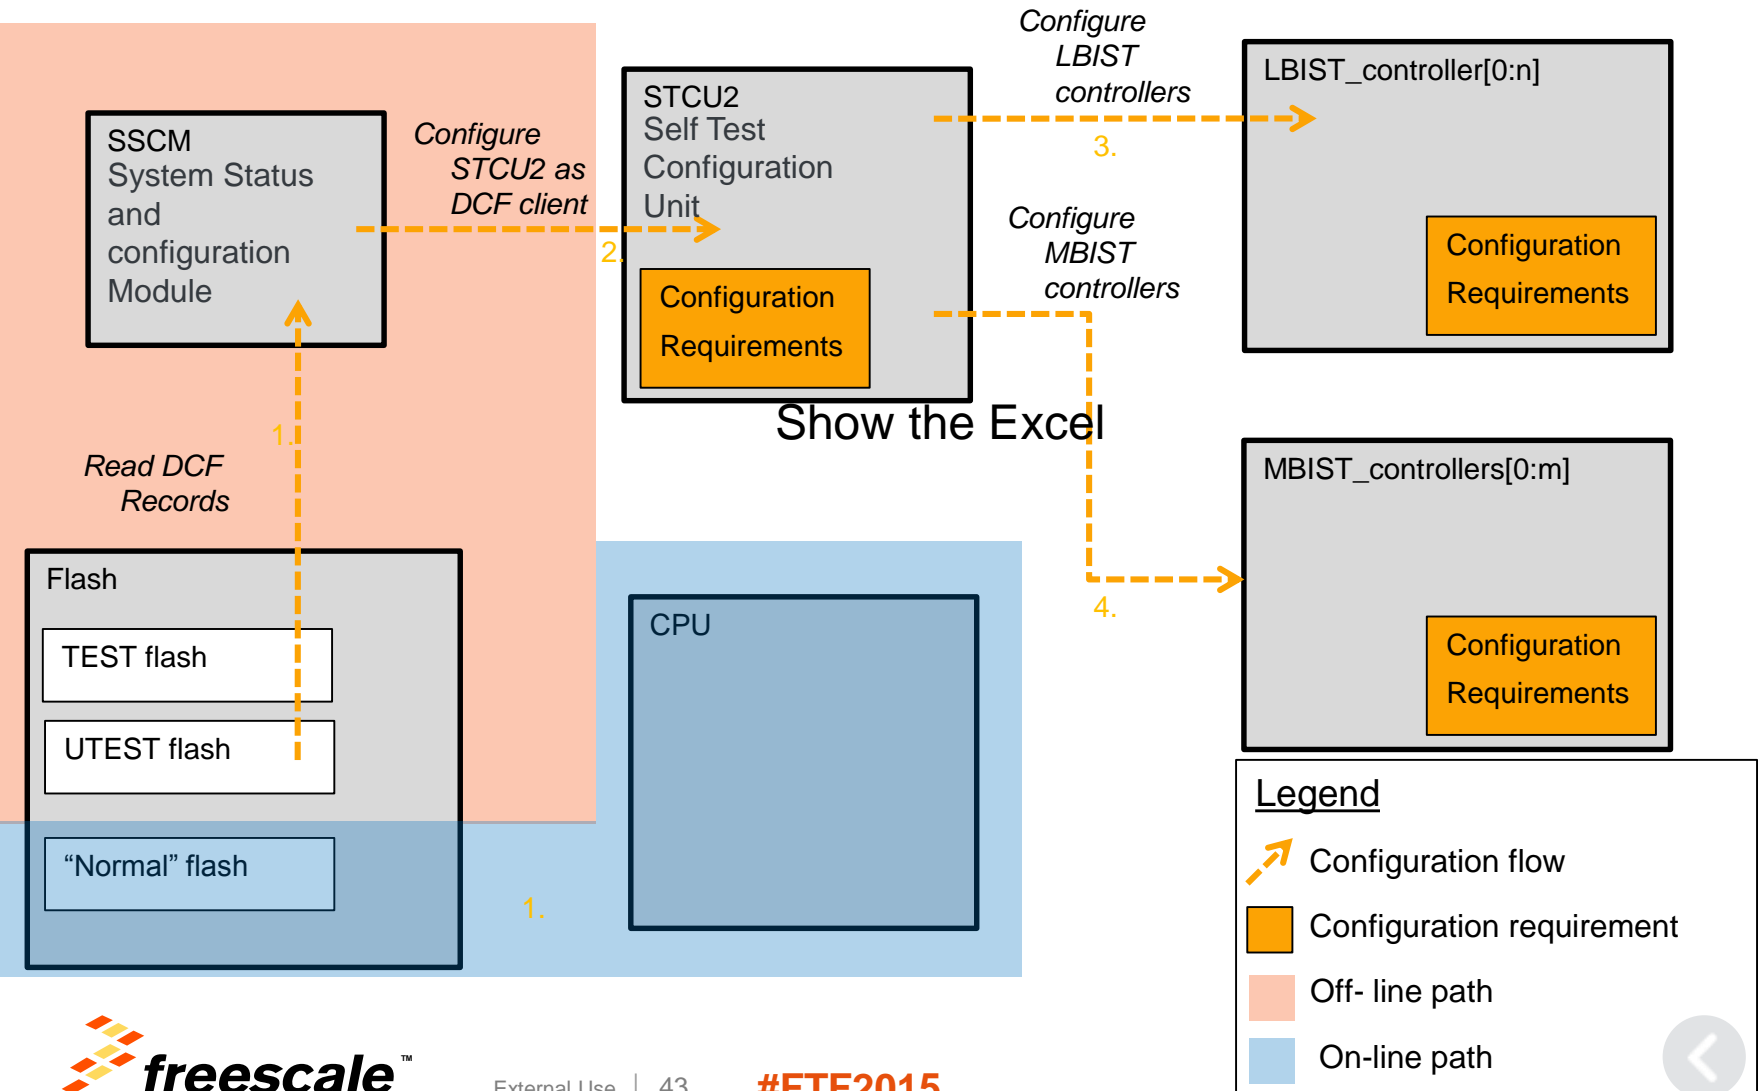 Configure
LBIST
controllers
3.
LBIST_controller[0:n]
Configuration
Requirements
STCU2
Self Test
Configuration
Unit
Configuration
Requirements
SSCM
System Status
and
configuration
Module
Configure
STCU2 as
DCF client
2.
Configure
MBIST
controllers
Show the Excel
1.
Read DCF
Records
MBIST_controllers[0:m]
Configuration
Requirements
4.
Flash
TEST flash
UTEST flash
“Normal” flash
1.
CPU
Legend
Configuration flow
Configuration requirement
Off- line path
On-line path
freescale™
External Use | 43
#FTF2015